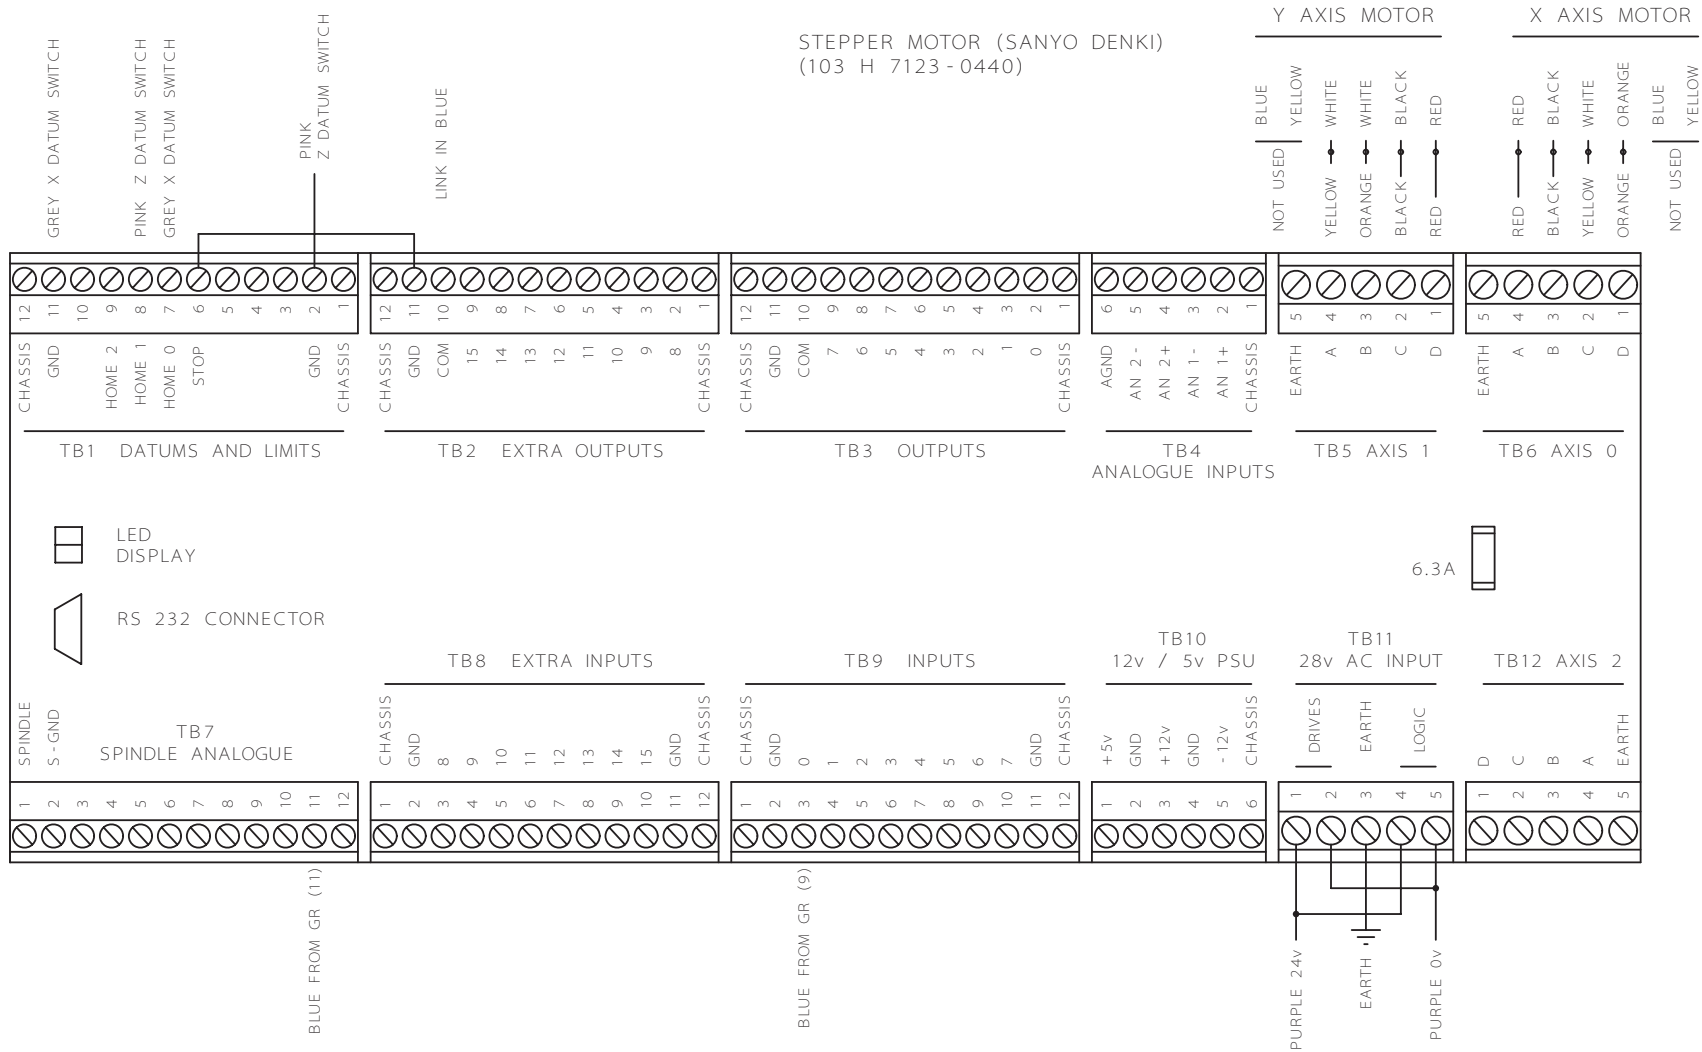 STEPPER MOTOR (SANYO DENKI)
(103 H 7123 - 0440)
Y AXIS MOTOR
X AXIS MOTOR
GREY X DATUM SWITCH
PINK Z DATUM SWITCH
GREY X DATUM SWITCH
PINK
Z DATUM SWITCH
LINK IN BLUE
BLUE
YELLOW
NOT USED
YELLOW WHITE
ORANGE WHITE
BLACK BLACK
RED RED
RED RED
BLACK BLACK
YELLOW WHITE
ORANGE ORANGE
BLUE
YELLOW
NOT USED
12 11 10 9 8 7 6 5 4 3 2 1
CHASSIS GND HOME 2 HOME 1 HOME 0 STOP GND CHASSIS
TB1 DATUMS AND LIMITS
12 11 10 9 8 7 6 5 4 3 2 1
CHASSIS GND COM 15 14 13 12 11 10 9 8 CHASSIS
TB2 EXTRA OUTPUTS
12 11 10 9 8 7 6 5 4 3 2 1
CHASSIS GND COM 7 6 5 4 3 2 1 0 CHASSIS
TB3 OUTPUTS
6 5 4 3 2 1
AGND AN 2 - AN 2+ AN 1 - AN 1+ CHASSIS
TB4
ANALOGUE INPUTS
5 4 3 2 1
EARTH A B C D
TB5 AXIS 1
5 4 3 2 1
EARTH A B C D
TB6 AXIS 0
LED
DISPLAY
RS 232 CONNECTOR
6.3A
SPINDLE S - GND
TB7
SPINDLE ANALOGUE
1 2 3 4 5 6 7 8 9 10 11 12
TB8 EXTRA INPUTS
CHASSIS GND 8 9 10 11 12 13 14 15 GND CHASSIS
1 2 3 4 5 6 7 8 9 10 11 12
TB9 INPUTS
CHASSIS GND 0 1 2 3 4 5 6 7 GND CHASSIS
1 2 3 4 5 6 7 8 9 10 11 12
TB10
12v / 5v PSU
+5v GND +12v GND - 12v CHASSIS
1 2 3 4 5 6
TB11
28v AC INPUT
DRIVES EARTH LOGIC
1 2 3 4 5
TB12 AXIS 2
D C B A EARTH
1 2 3 4 5
BLUE FROM GR (11)
BLUE FROM GR (9)
PURPLE 24v
EARTH
PURPLE 0v